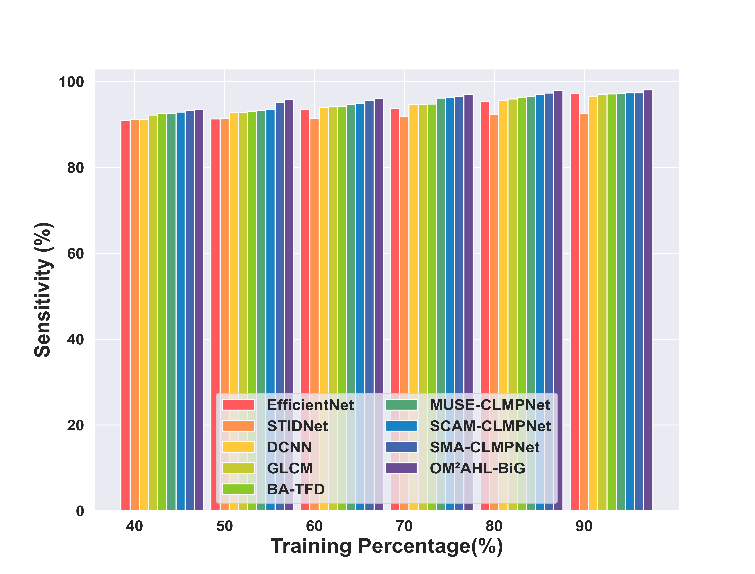 100
80
60
40
20
0
Sensitivity (%)
EfficientNet
STIDNet
DCNN
GLCM
BA-TFD
MUSE-CLMPNet
SCAM-CLMPNet
SMA-CLMPNet
OM²AHL-BiG
40 50 60 70 80 90
Training Percentage(%)